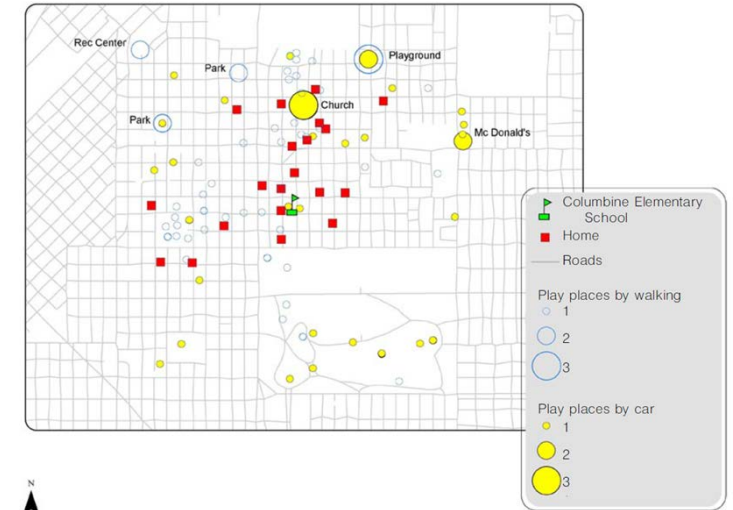 Rec Center
Park
Playground
Church
Park
Mc Donald's
Columbine Elementary
School
Home
Roads
Play places by walking
1
2
3
Play places by car
1
2
3
N